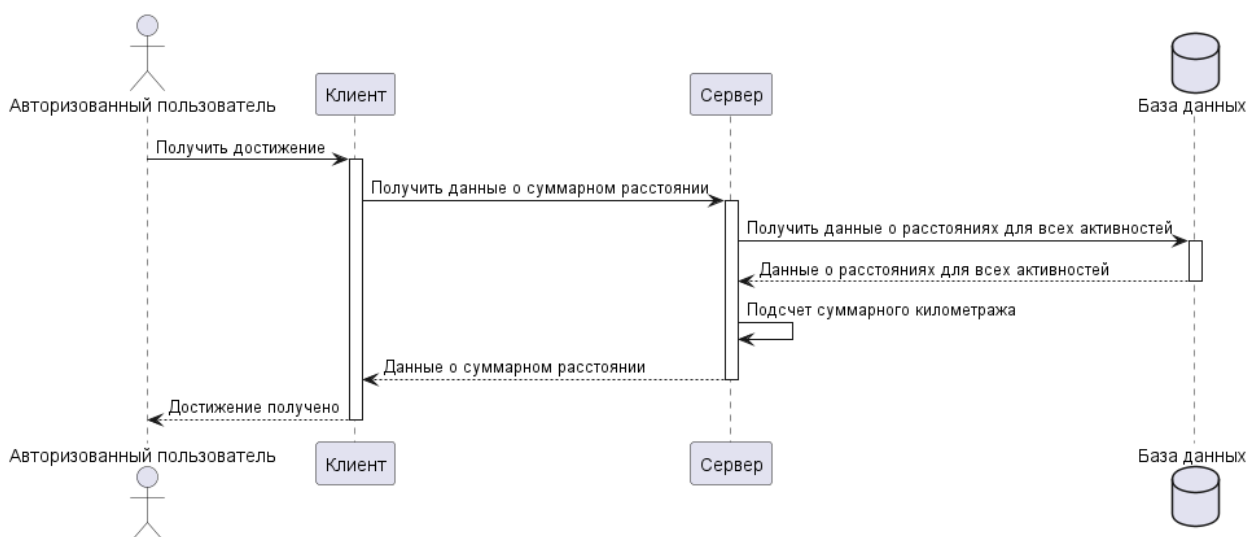 Авторизованный пользователь
Клиент
Сервер
База данных
Получить достижение
Получить данные о суммарном расстоянии
Получить данные о расстояниях для всех активностей
Данные о расстояниях для всех активностей
Подсчет суммарного километража
Данные о суммарном расстоянии
Достижение получено
Авторизованный пользователь
Клиент
Сервер
База данных